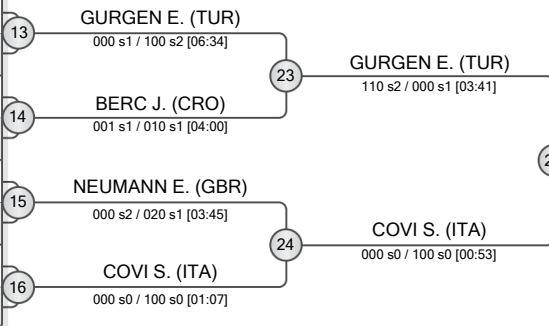 13
GURGEN E. (TUR)
000 s1 / 100 s2 [06:34]
23
GURGEN E. (TUR)
110 s2 / 000 s1 [03:41]
14
BERC J. (CRO)
001 s1 / 010 s1 [04:00]
15
NEUMANN E. (GBR)
000 s2 / 020 s1 [03:45]
24
COVI S. (ITA)
000 s0 / 100 s0 [00:53]
16
COVI S. (ITA)
000 s0 / 100 s0 [01:07]